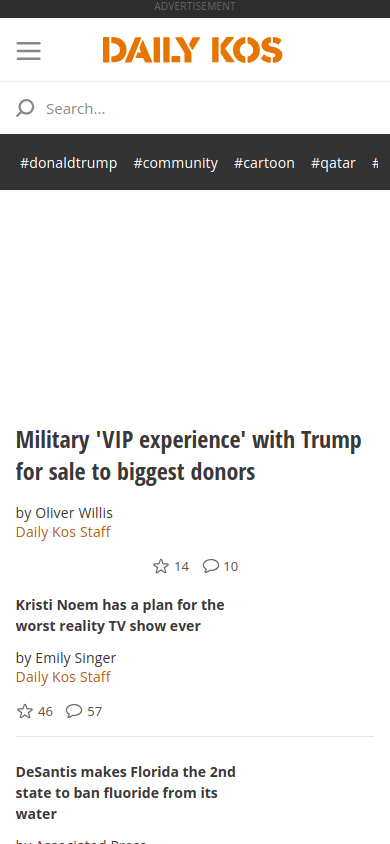 ADVERTISEMENT
DAILY KOS
Search...
#donaldtrump #community #cartoon #qatar #
Military 'VIP experience' with Trump
for sale to biggest donors
by Oliver Willis
Daily Kos Staff
14 10
Kristi Noem has a plan for the
worst reality TV show ever
by Emily Singer
Daily Kos Staff
46 57
DeSantis makes Florida the 2nd
state to ban fluoride from its
water
by Associated Press